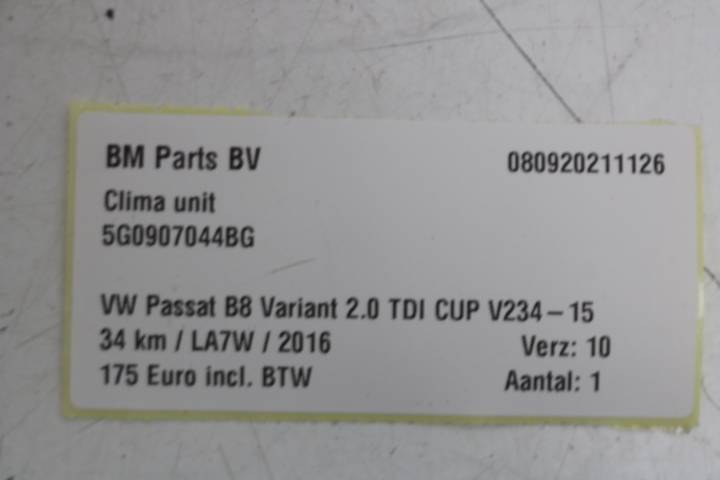 BM Parts BV 080920211126
Clima unit
5G0907044BG
VW Passat B8 Variant 2.0 TDI CUP V234-15
34 km / LA7W / 2016 Verz: 10
175 Euro incl. BTW Aantal: 1